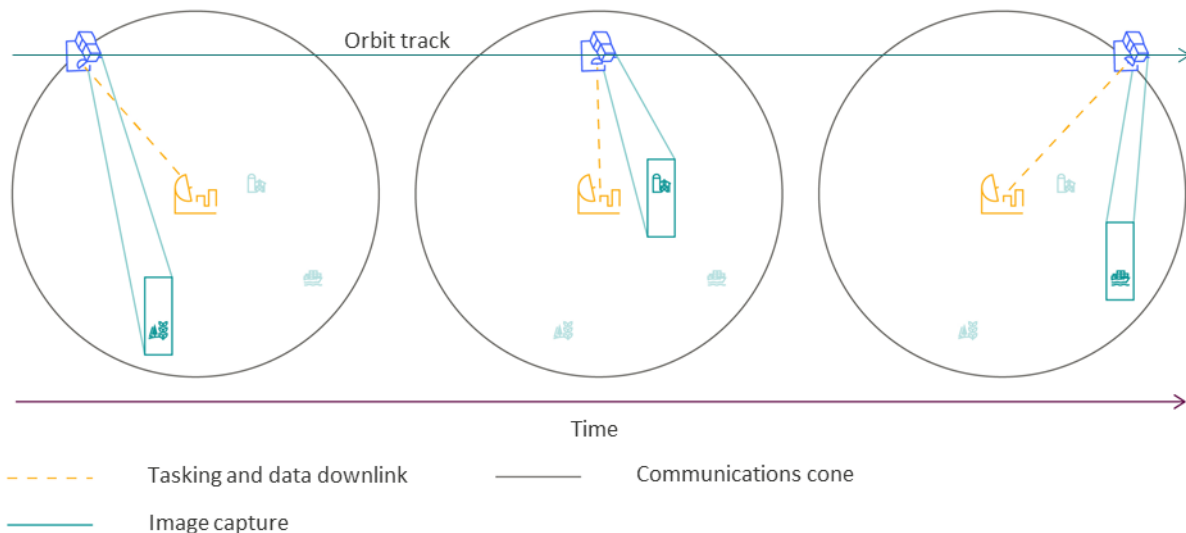 Orbit track
Time
Tasking and data downlink
Communications cone
Image capture